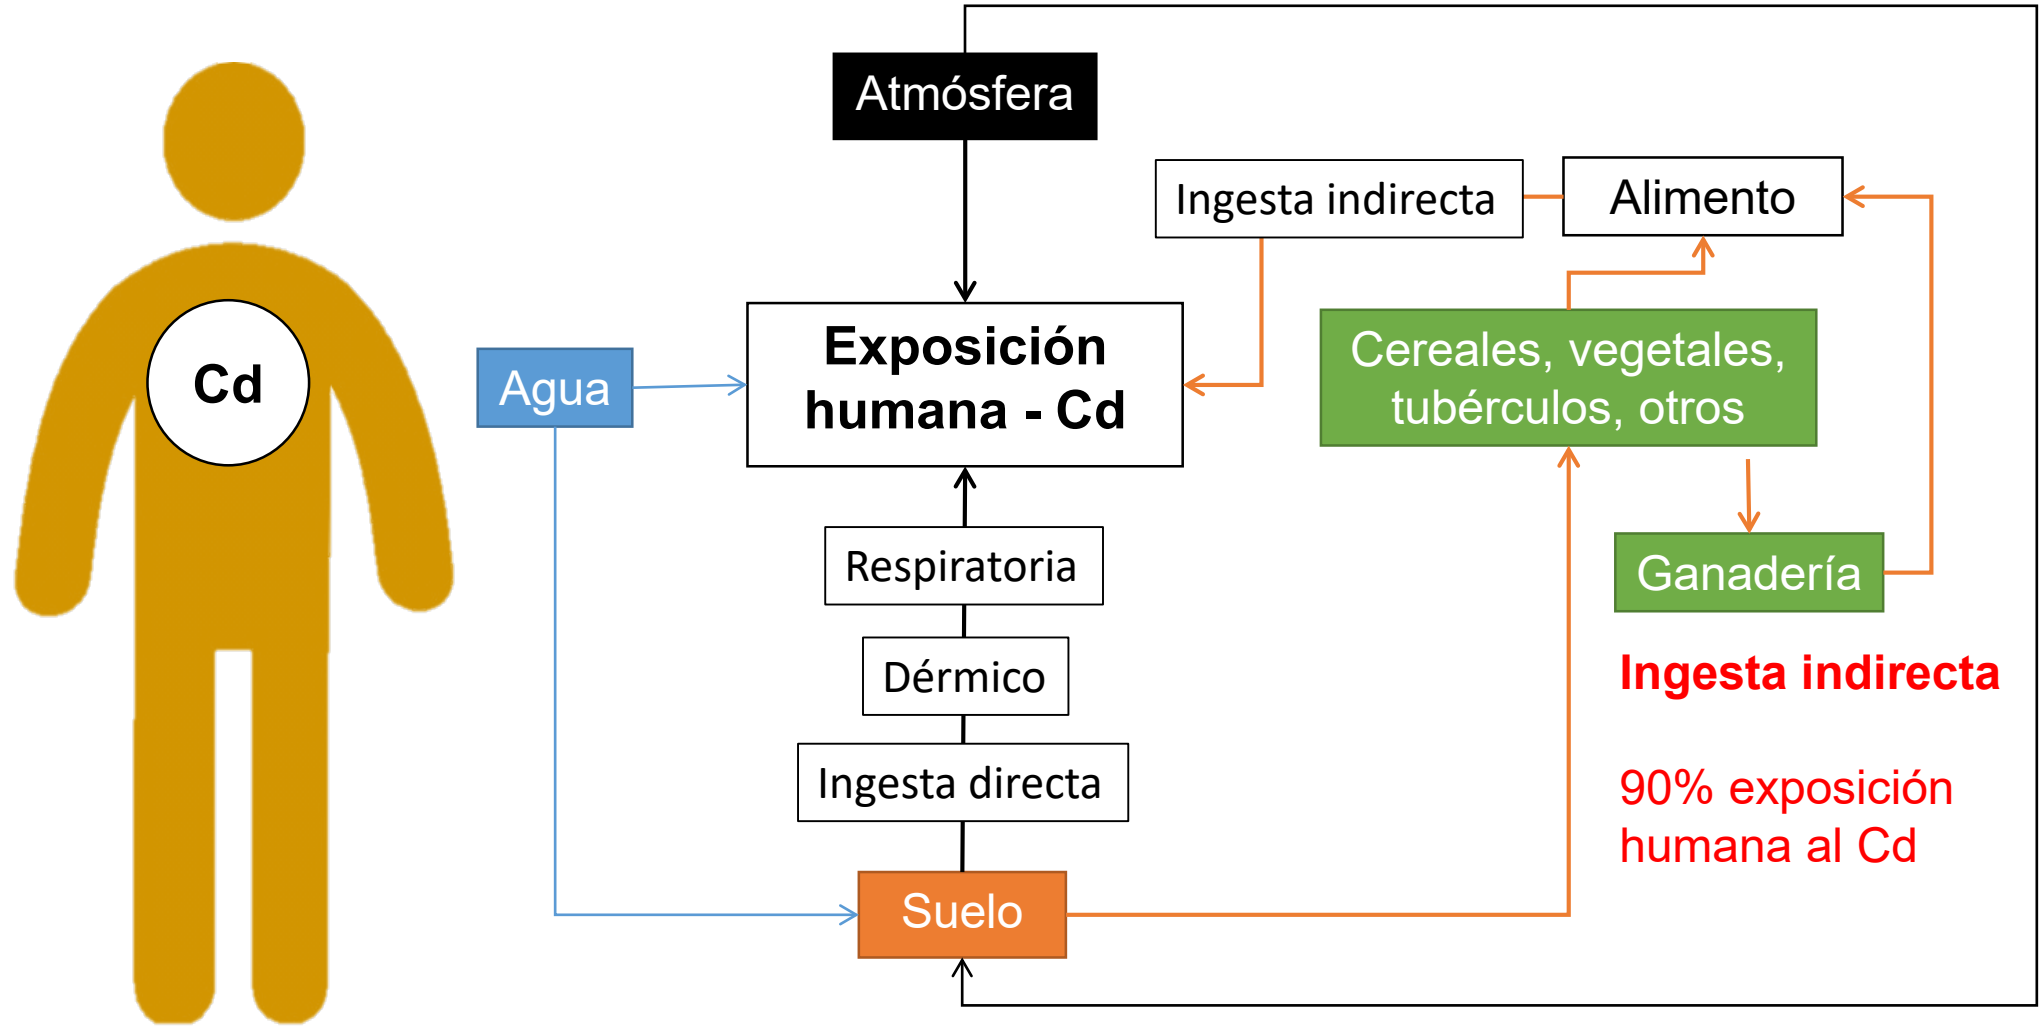 Atmósfera
Ingesta indirecta
Alimento
Cd
Agua
Exposición
humana - Cd
Cereales, vegetales,
tubérculos, otros
Respiratoria
Ganadería
Dérmico
Ingesta indirecta
Ingesta directa
90% exposición
humana al Cd
Suelo